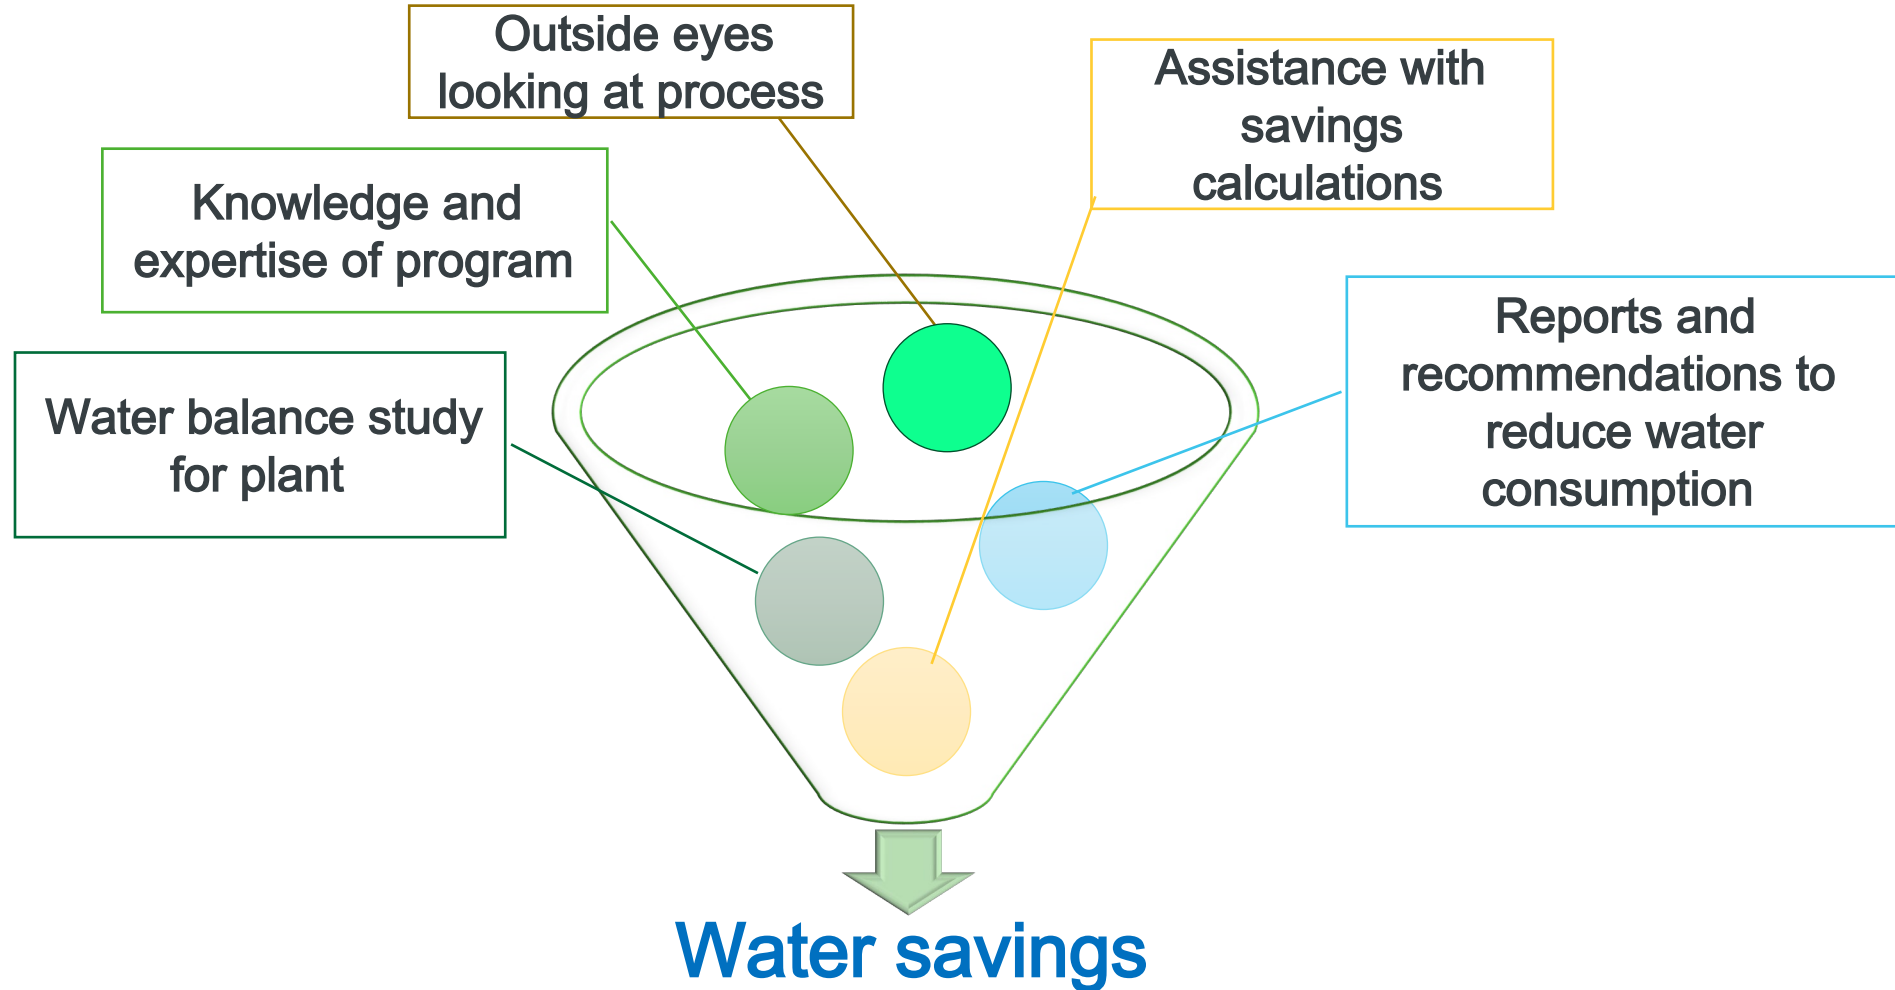 Outside eyes
looking at process
Assistance with
savings
calculations
Knowledge and
expertise of program
Reports and
recommendations to
reduce water
consumption
Water balance study
for plant
Water savings